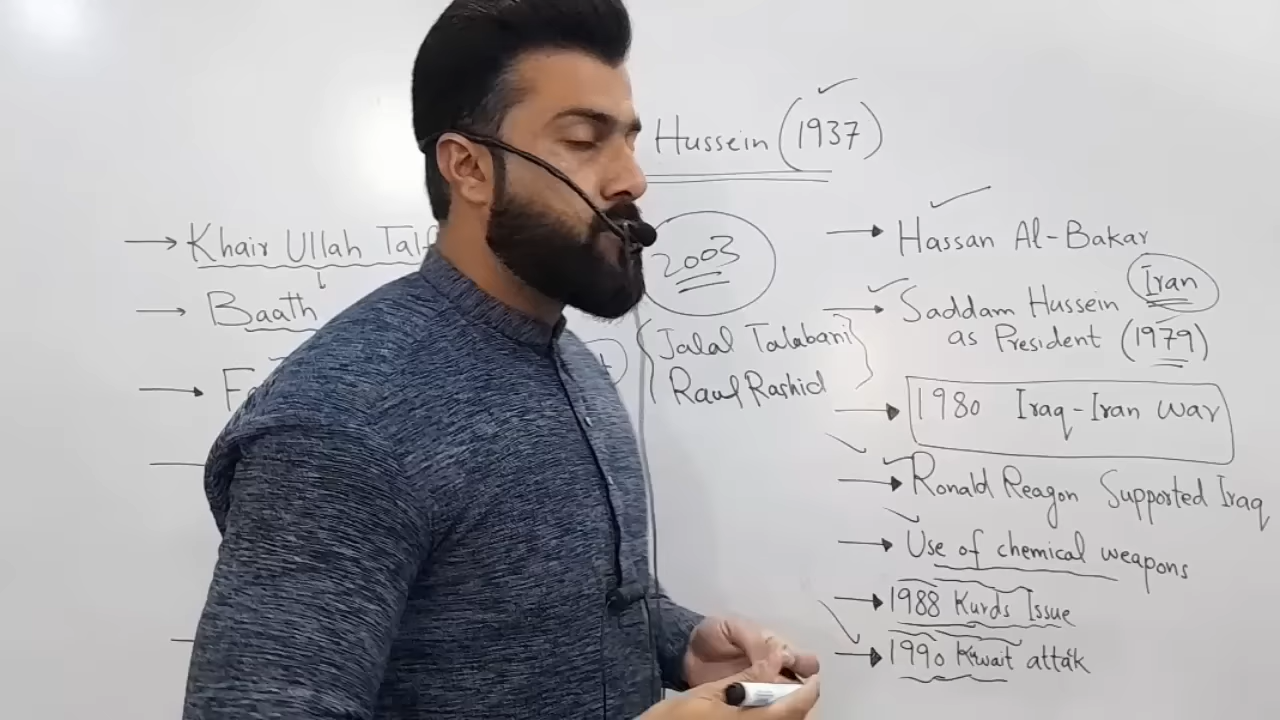 Hussein (1937)
Khair Ullah Talf
Baath
2003
Jalal Talabani
Rauf Rashid
Hassan Al-Bakar
Saddam Hussein Iran
as President (1979)
1980 Iraq-Iran War
Ronald Reagon Supported Iraq
Use of chemical weapons
1988 Kurds Issue
1990 Kuwait attak